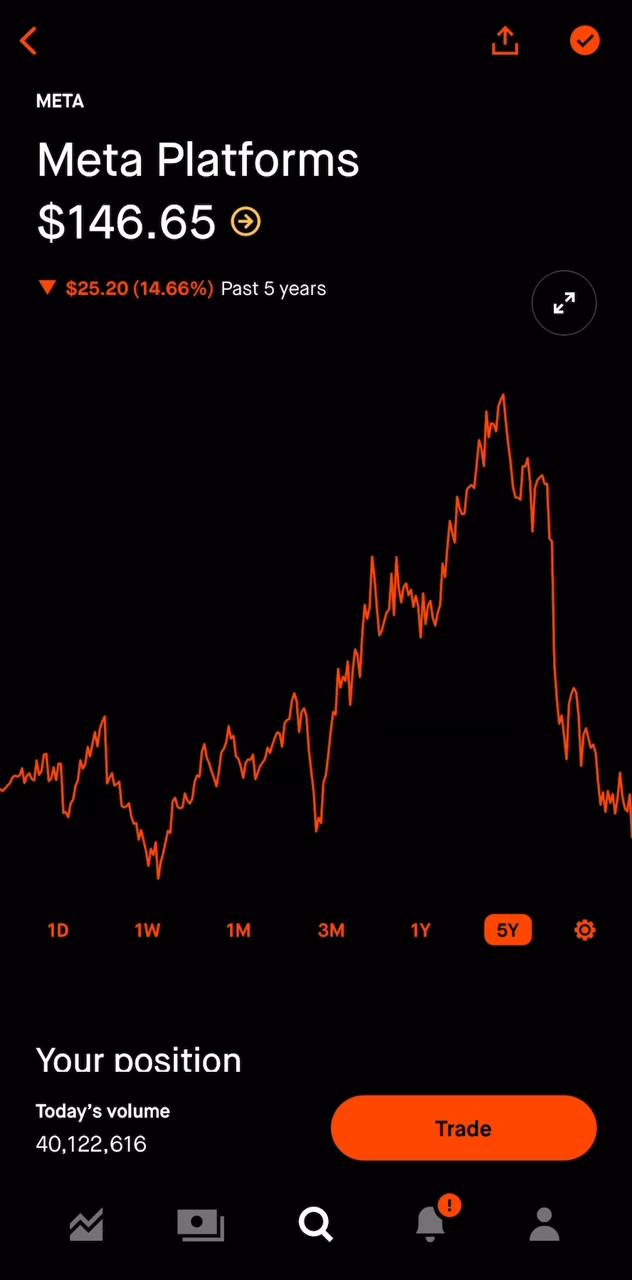 META
Meta Platforms
$146.65
▼ $25.20 (14.66%) Past 5 years
1D 1W 1M 3M 1Y 5Y
Your position
Today's volume
40,122,616
Trade
!